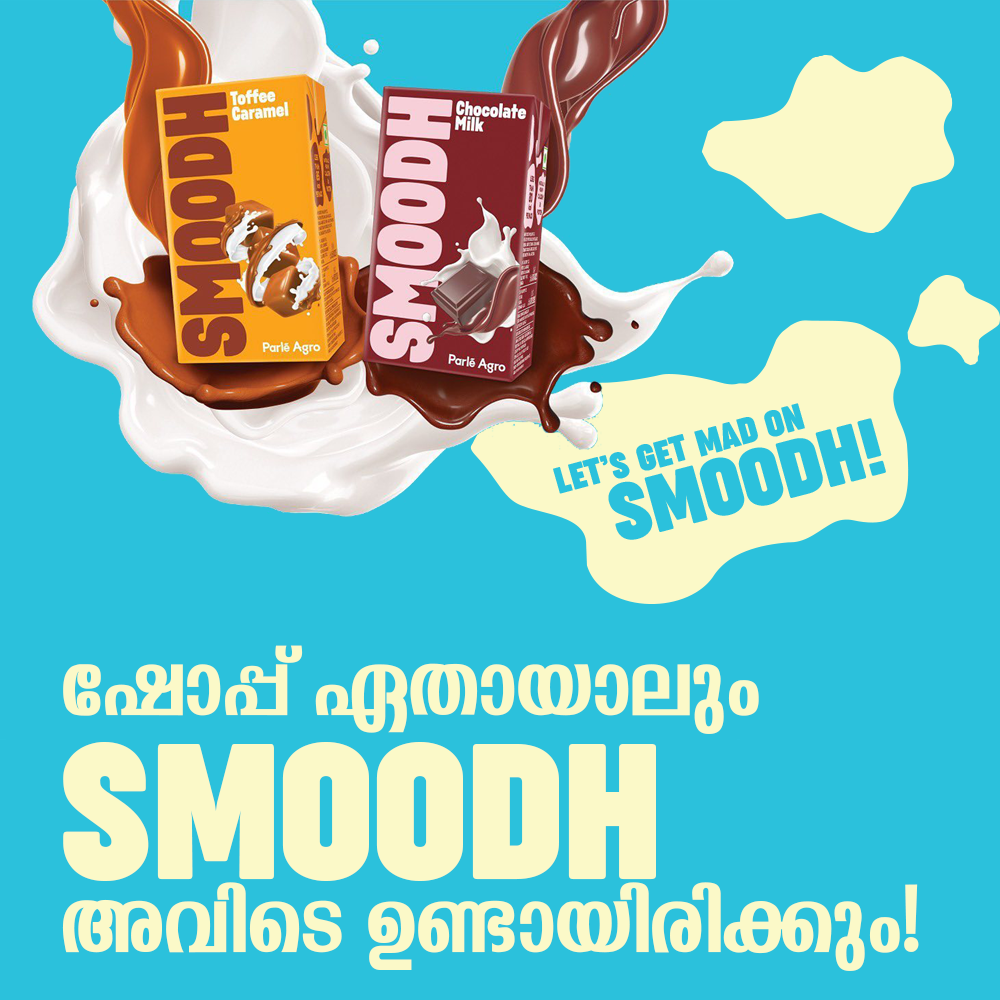 SMOODH
Toffee
Caramel
Parlē Agro
SMOODH
Chocolate
Milk
Parlē Agro
LET'S GET MAD ON
SMOODH!
ഷോപ്പ് ഏതായാലും
SMOODH
അവിടെ ഉണ്ടായിരിക്കും!